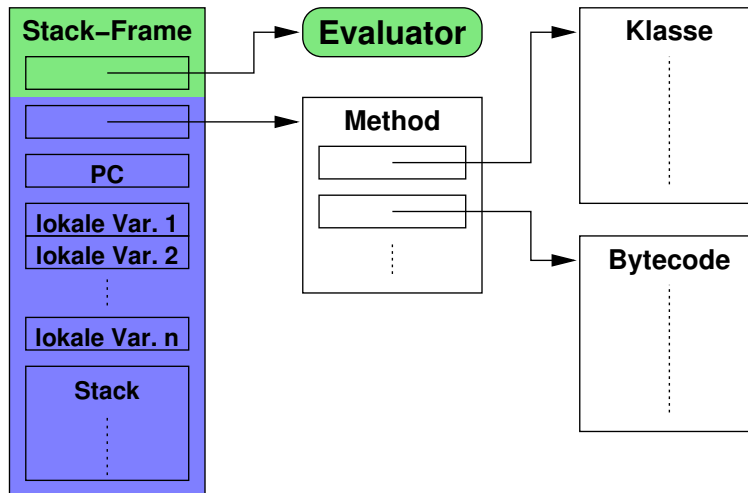 Stack–Frame
Evaluator
Klasse
Method
PC
lokale Var. 1
lokale Var. 2
Bytecode
lokale Var. n
Stack